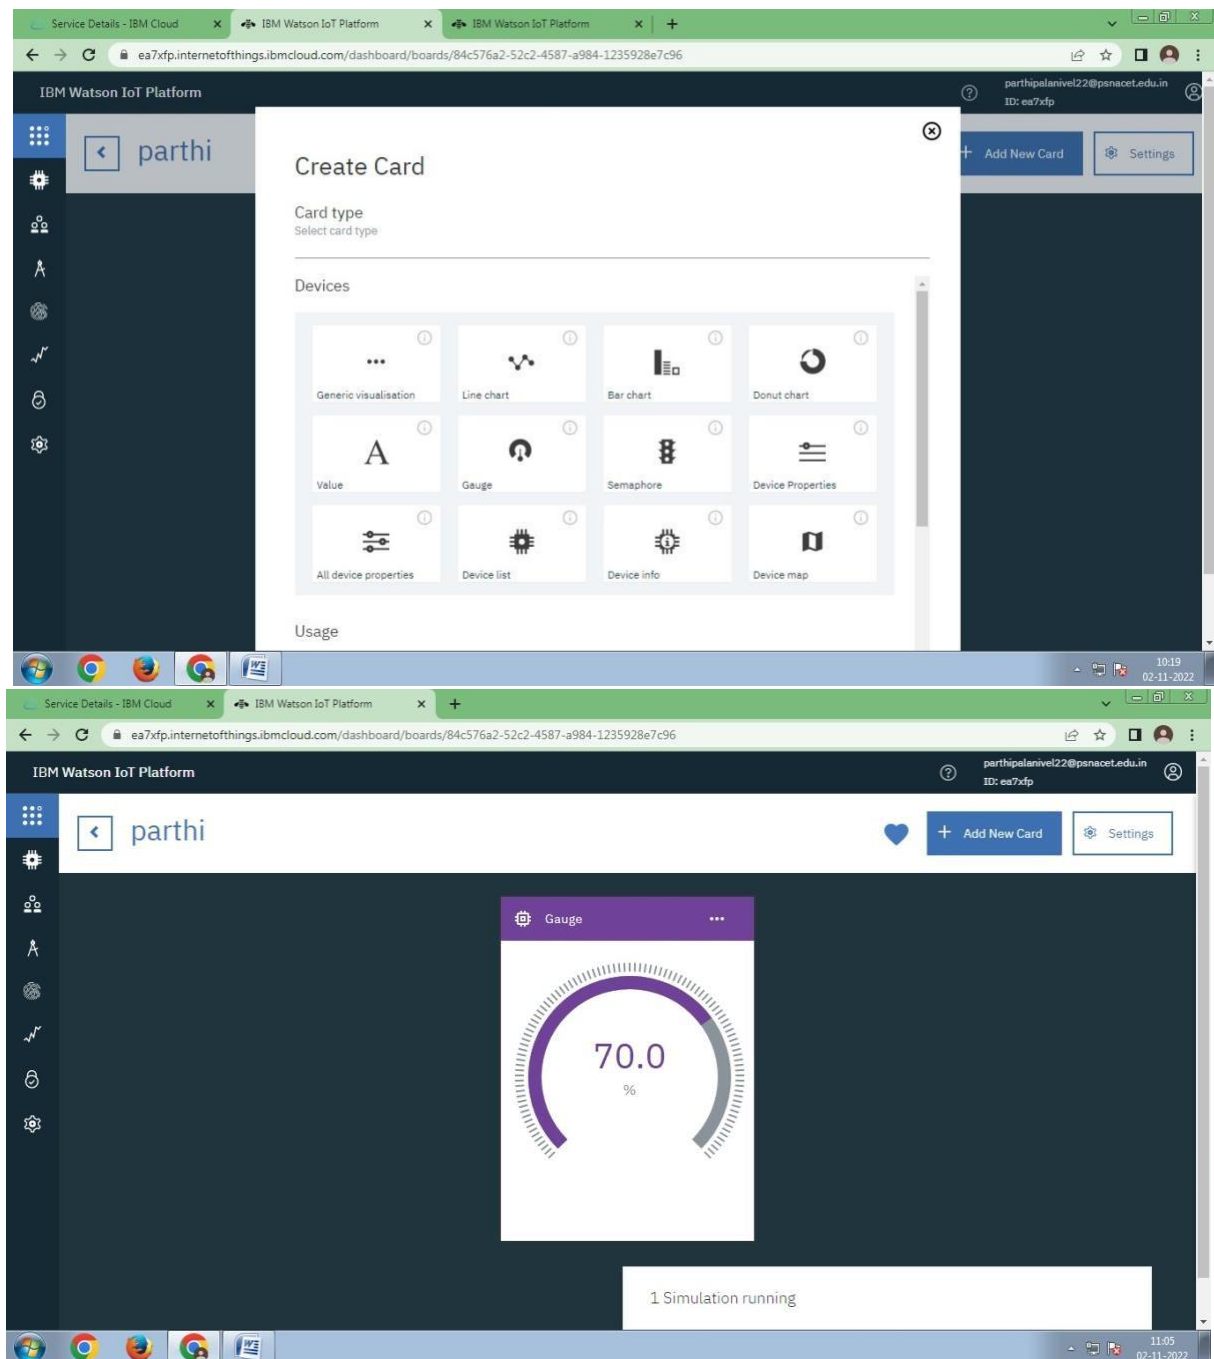 Service Details - IBM Cloud
IBM Watson IoT Platform
IBM Watson IoT Platform
ea7xfp.internetofthings.ibmcloud.com/dashboard/boards/84c576a2-52c2-4587-a984-1235928e7c96
IBM Watson IoT Platform
parthipalanivel22@psnacet.edu.in
ID: ea7xfp
parthi
Add New Card
Settings
Create Card
Card type
Select card type
Devices
Generic visualisation
Line chart
Bar chart
Donut chart
Value
Gauge
Semaphore
Device Properties
All device properties
Device list
Device info
Device map
Usage
10:19
02-11-2022
Service Details - IBM Cloud
IBM Watson IoT Platform
ea7xfp.internetofthings.ibmcloud.com/dashboard/boards/84c576a2-52c2-4587-a984-1235928e7c96
IBM Watson IoT Platform
parthipalanivel22@psnacet.edu.in
ID: ea7xfp
parthi
Add New Card
Settings
Gauge
70.0
%
1 Simulation running
11:05
02-11-2022